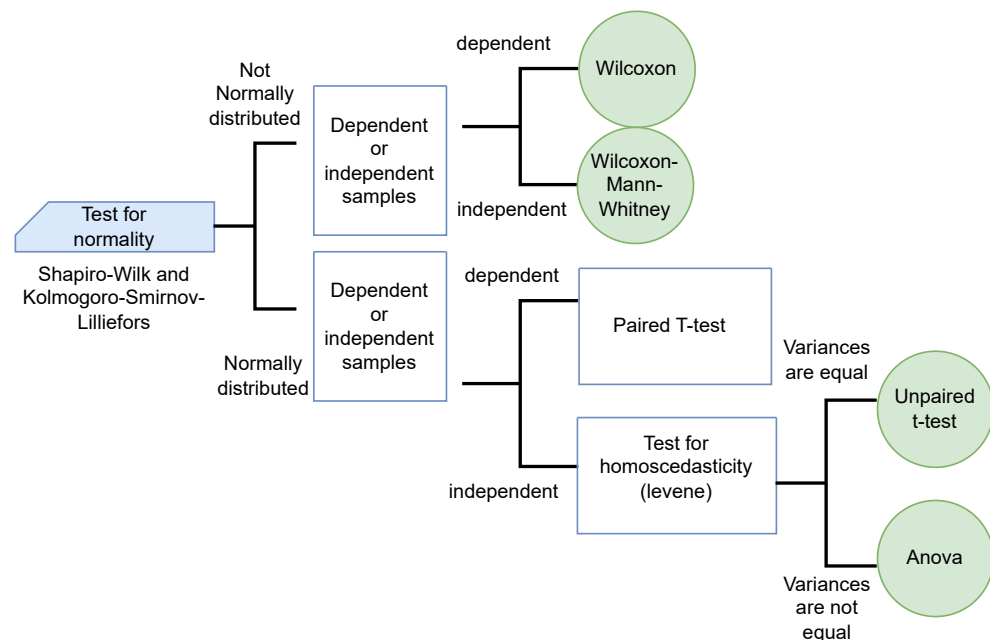 Test for
normality
Shapiro-Wilk and
Kolmogoro-Smirnov-
Lilliefors
Not
Normally
distributed
Dependent
or
independent
samples
dependent
Wilcoxon
independent
Wilcoxon-
Mann-
Whitney
Normally
distributed
Dependent
or
independent
samples
dependent
Paired T-test
independent
Test for
homoscedasticity
(levene)
Variances
are equal
Unpaired
t-test
Variances
are not
equal
Anova